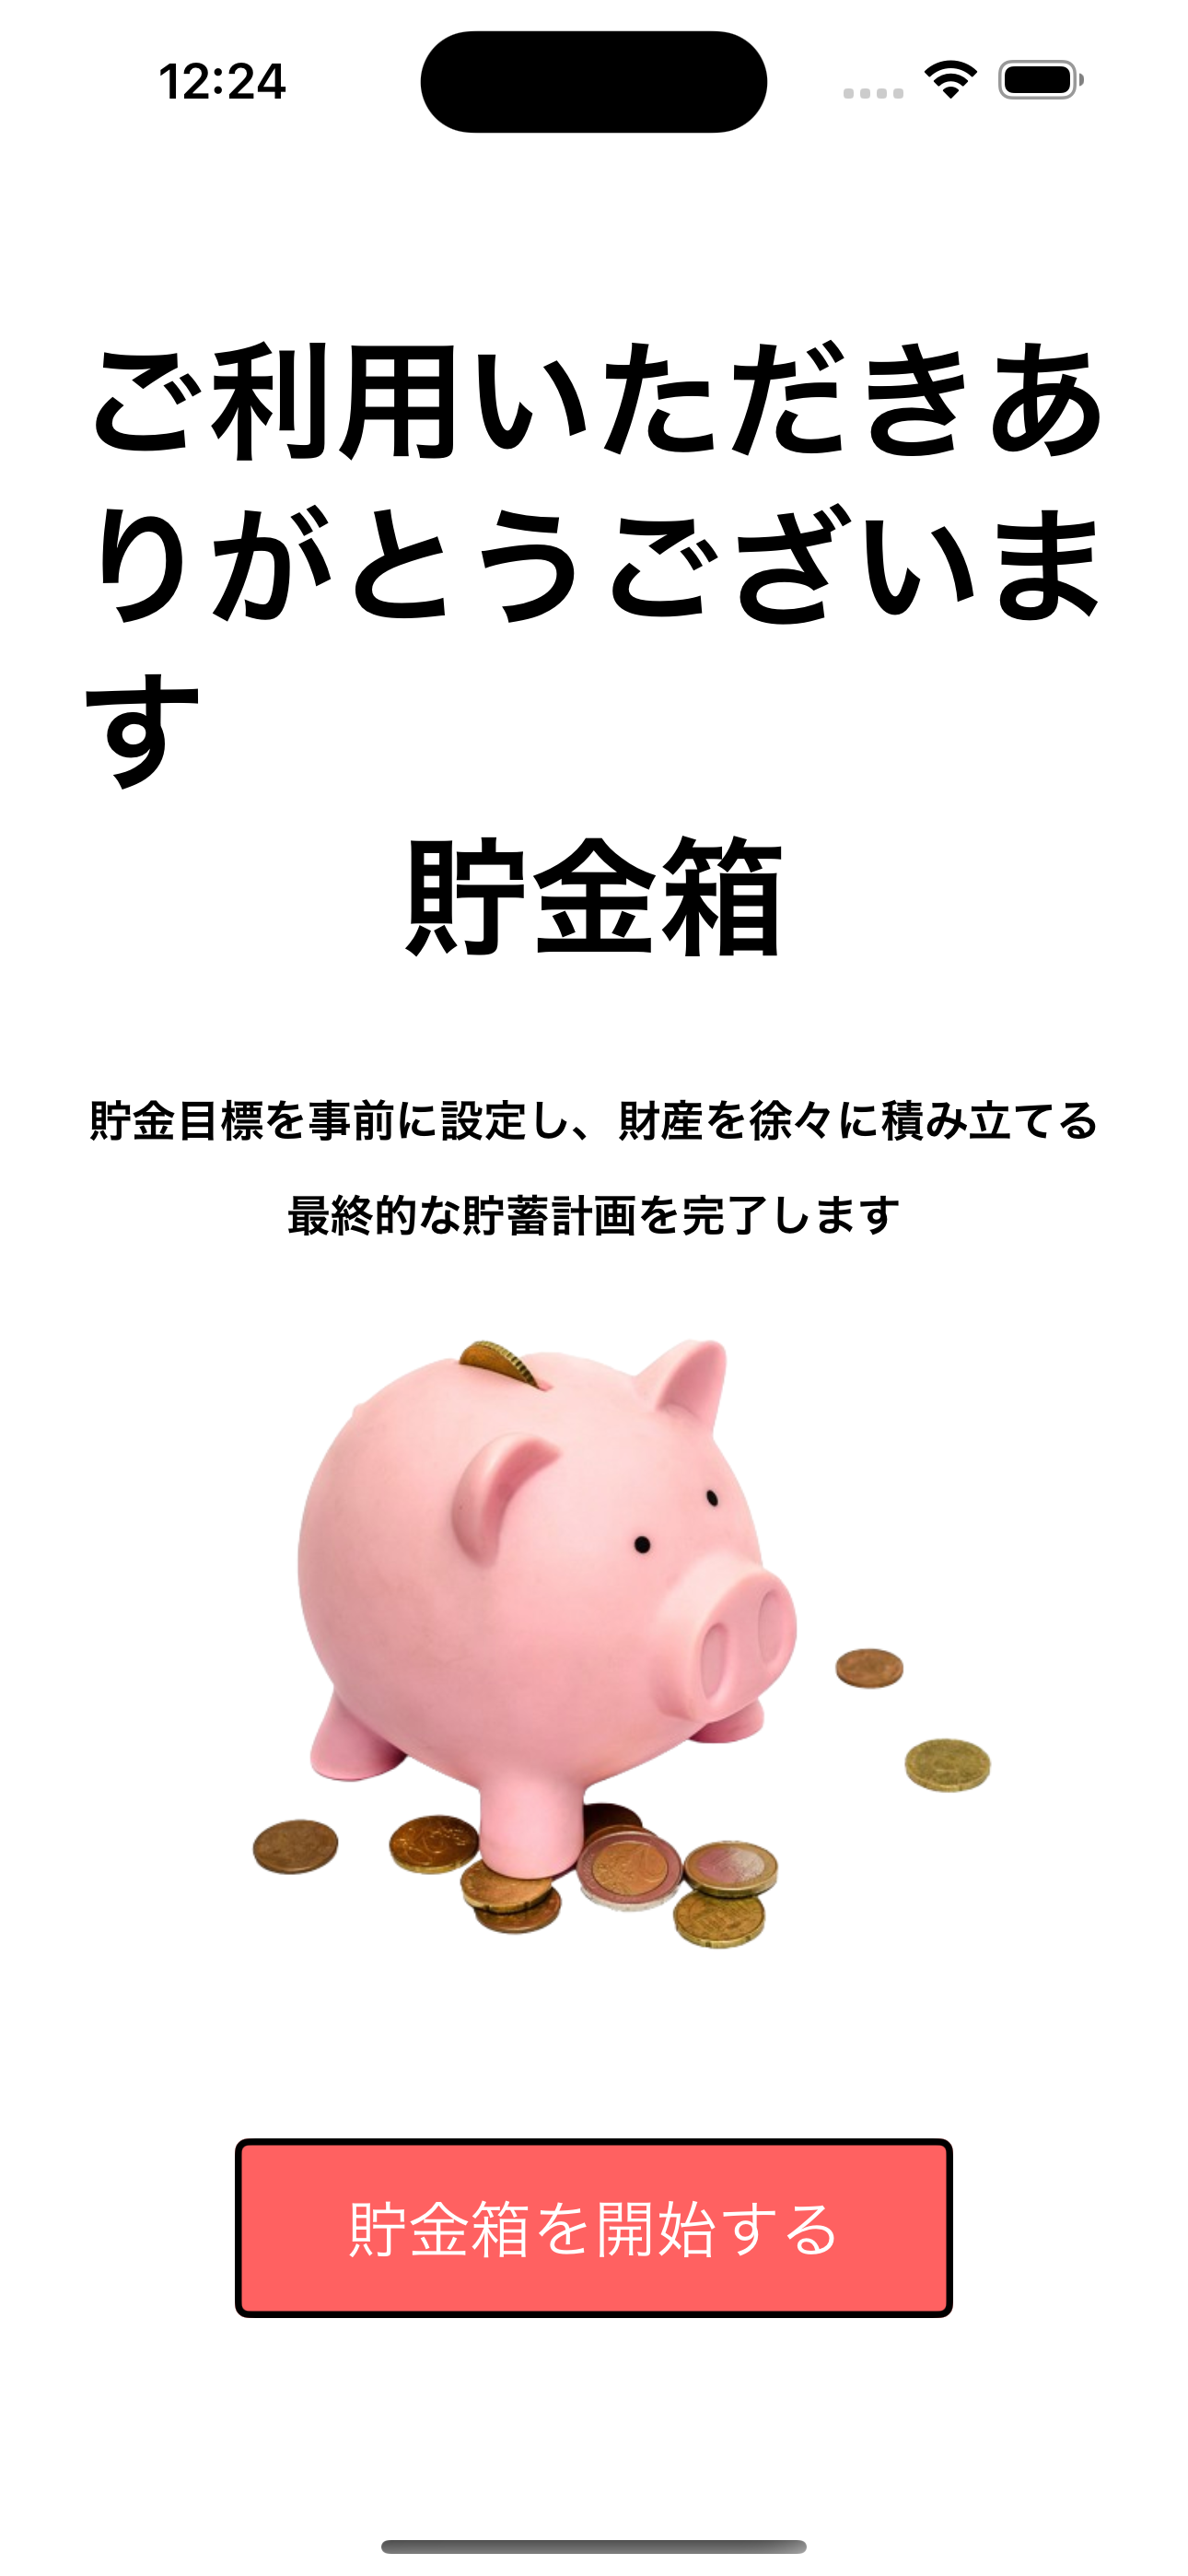 12:24
ご利用いただきあ
りがとうございま
す
貯金箱
貯金目標を事前に設定し、財産を徐々に積み立てる
最終的な貯蓄計画を完了します
貯金箱を開始する